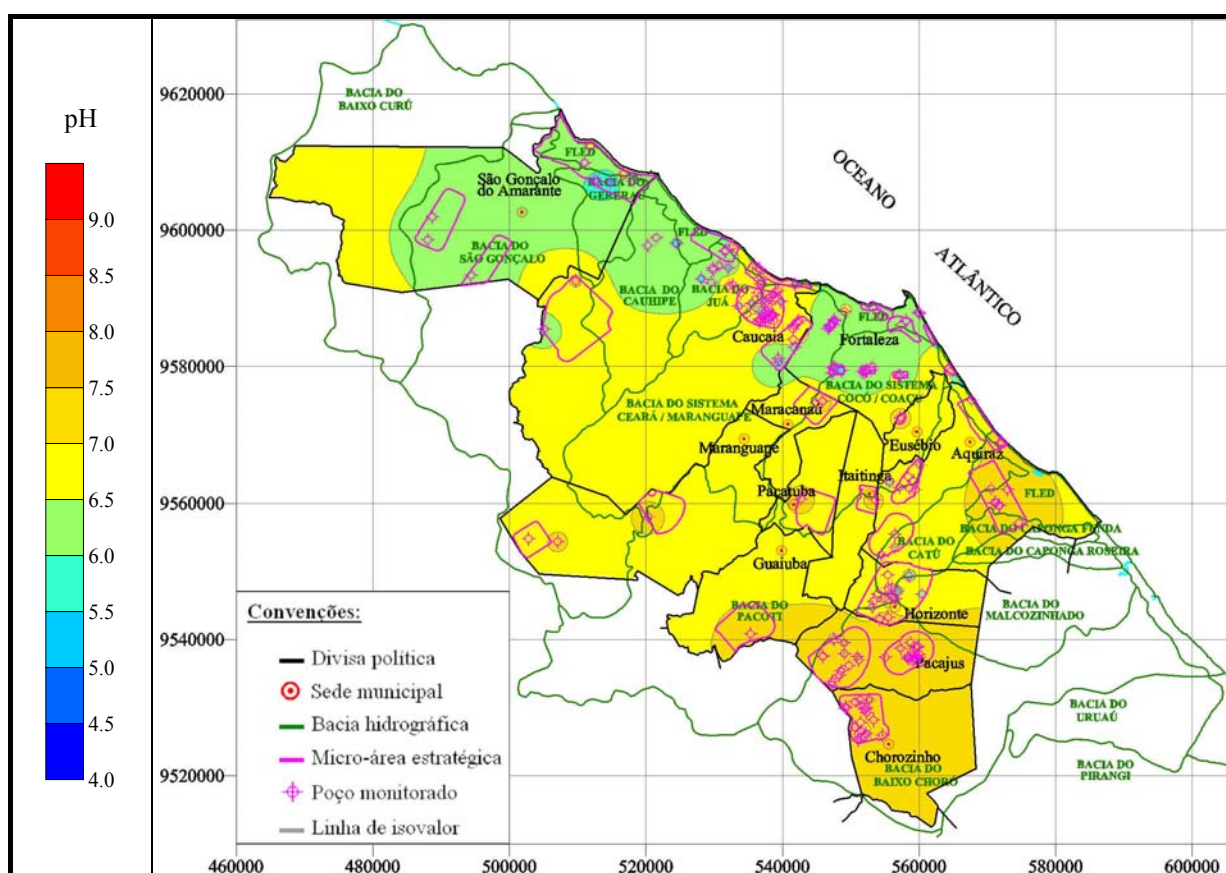 pH
9.0
8.5
8.0
7.5
7.0
6.5
6.0
5.5
5.0
4.5
4.0
9620000
9600000
9580000
9560000
9540000
9520000
460000
480000
500000
520000
540000
560000
580000
600000
BACIA DO
BAIXO CURÚ
OCEANO
ATLÂNTICO
FLED
São Gonçalo
do Amarante
BACIA DO
GERERAÚ
FLED
BACIA DO
SÃO GONÇALO
BACIA DO
CAUHIPE
BACIA DO
JUÁ
Caucaia
Fortaleza
FLED
BACIA DO SISTEMA
COCÓ / COAÇU
BACIA DO SISTEMA
CEARÁ / MARANGUAPE
Maracanaú
Maranguape
Eusébio
Aquiraz
Itaitinga
Pacatuba
FLED
BACIA DO CAPONGA FUNDA
BACIA DO CAPONGA ROSEIRA
BACIA DO
CATÚ
Guaiuba
BACIA DO
PACOTI
Horizonte
BACIA DO
MALCOZINHADO
Pacajus
BACIA DO
URUAÚ
Chorozinho
BACIA DO
BAIXO CHORÓ
BACIA DO
PIRANGI
Convenções:
Divisa política
Sede municipal
Bacia hidrográfica
Micro-área estratégica
Poço monitorado
Linha de isovalor